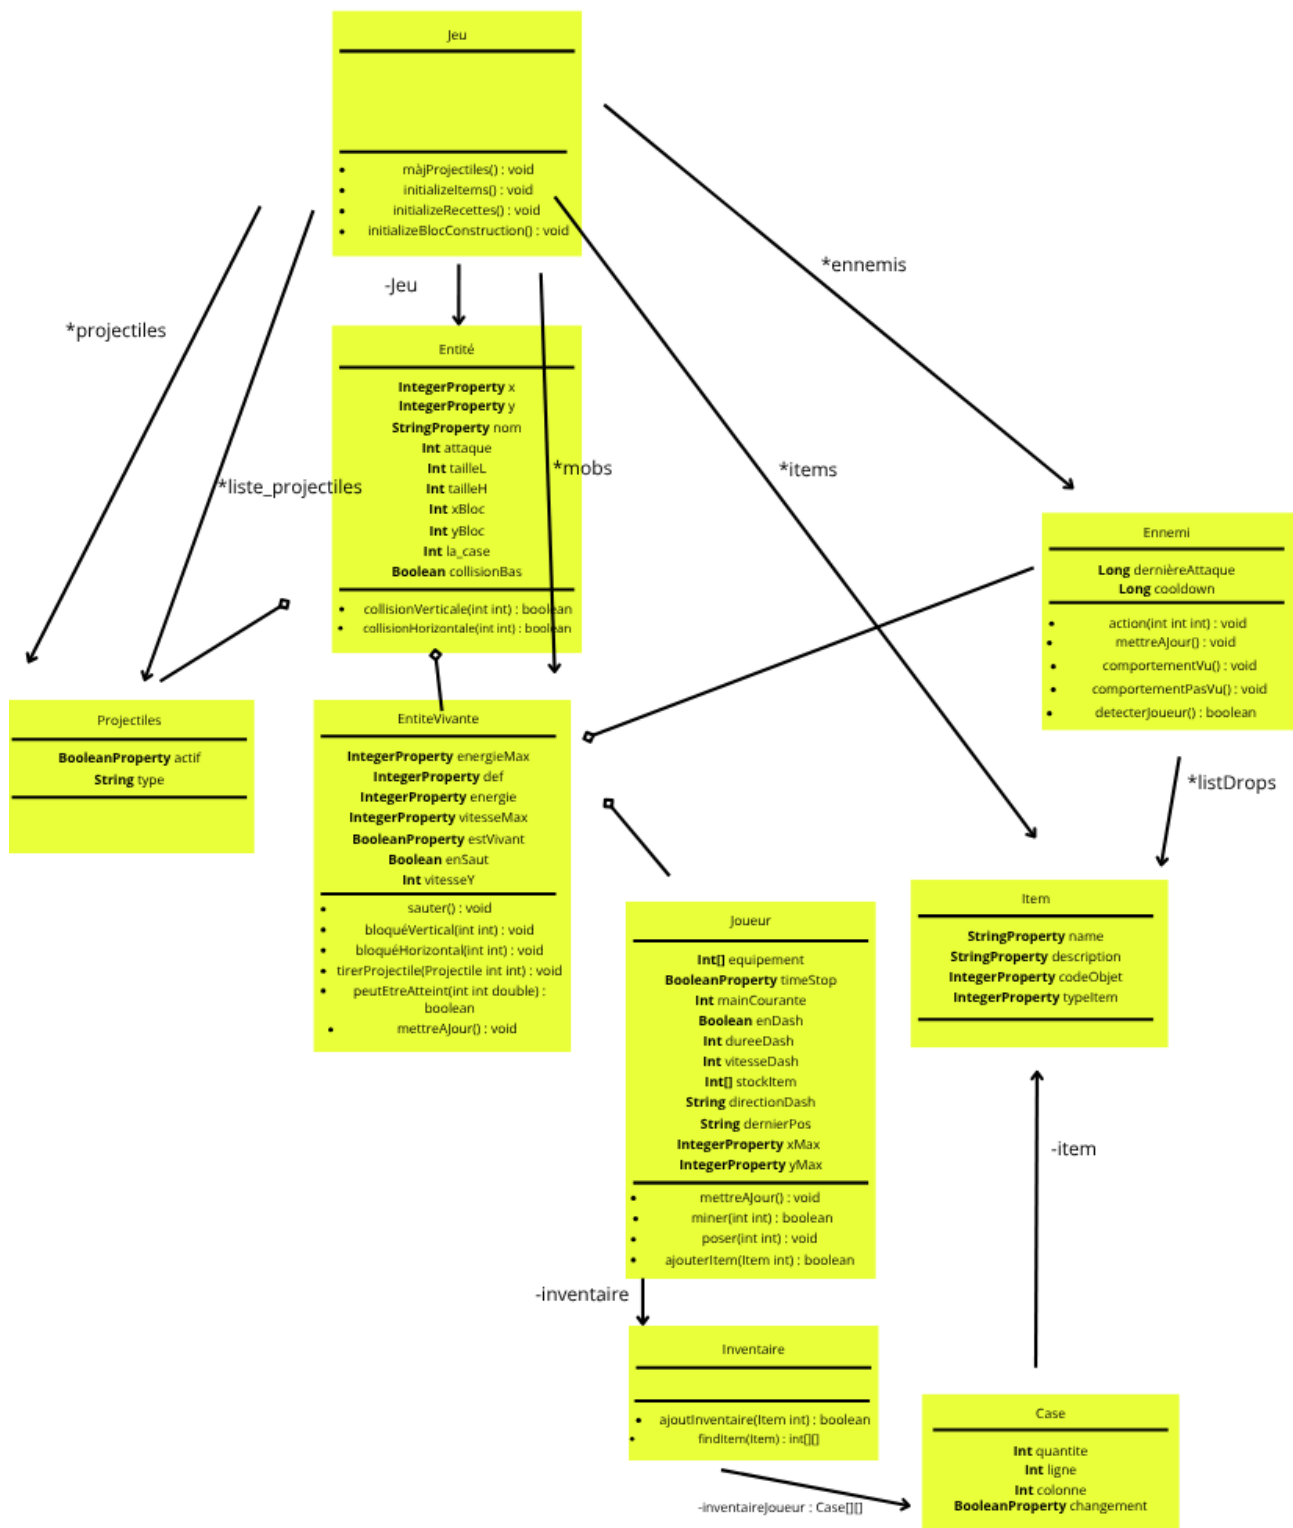 Jeu
màjProjectiles() : void
initializeItems() : void
initializeRecettes() : void
initializeBlocConstruction() : void
-Jeu
*ennemis
*projectiles
*liste_projectiles
*mobs
*items
Entité
IntegerProperty x
IntegerProperty y
StringProperty nom
Int attaque
Int tailleL
Int tailleH
Int xBloc
Int yBloc
Int la_case
Boolean collisionBas
collisionVerticale(int int) : boolean
collisionHorizontale(int int) : boolean
Ennemi
Long dernièreAttaque
Long cooldown
action(int int int) : void
mettreAJour() : void
comportementVu() : void
comportementPasVu() : void
detecterJoueur() : boolean
*listDrops
Projectiles
BooleanProperty actif
String type
EntiteVivante
IntegerProperty energieMax
IntegerProperty def
IntegerProperty energie
IntegerProperty vitesseMax
BooleanProperty estVivant
Boolean enSaut
Int vitesseY
sauter() : void
bloquéVertical(int int) : void
bloquéHorizontal(int int) : void
tirerProjectile(Projectile int int) : void
peutEtreAtteint(int int double) :
boolean
mettreAJour() : void
Joueur
Int[] equipement
BooleanProperty timeStop
Int mainCourante
Boolean enDash
Int dureeDash
Int vitesseDash
Int[] stockItem
String directionDash
String dernierPos
IntegerProperty xMax
IntegerProperty yMax
mettreAJour() : void
miner(int int) : boolean
poser(int int) : void
ajouterItem(Item int) : boolean
Item
StringProperty name
StringProperty description
IntegerProperty codeObjet
IntegerProperty typeItem
-item
-inventaire
Inventaire
ajoutInventaire(Item int) : boolean
findItem(Item) : int[][]
-inventaireJoueur : Case[][]
Case
Int quantite
Int ligne
Int colonne
BooleanProperty changement